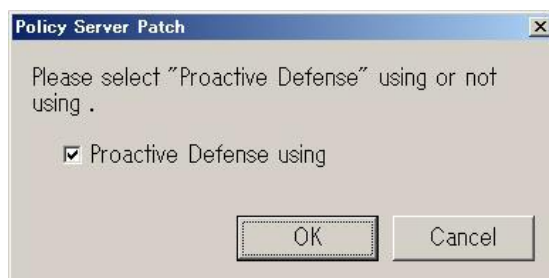 Policy Server Patch
Please select "Proactive Defense" using or not
using .
Proactive Defense using
OK
Cancel